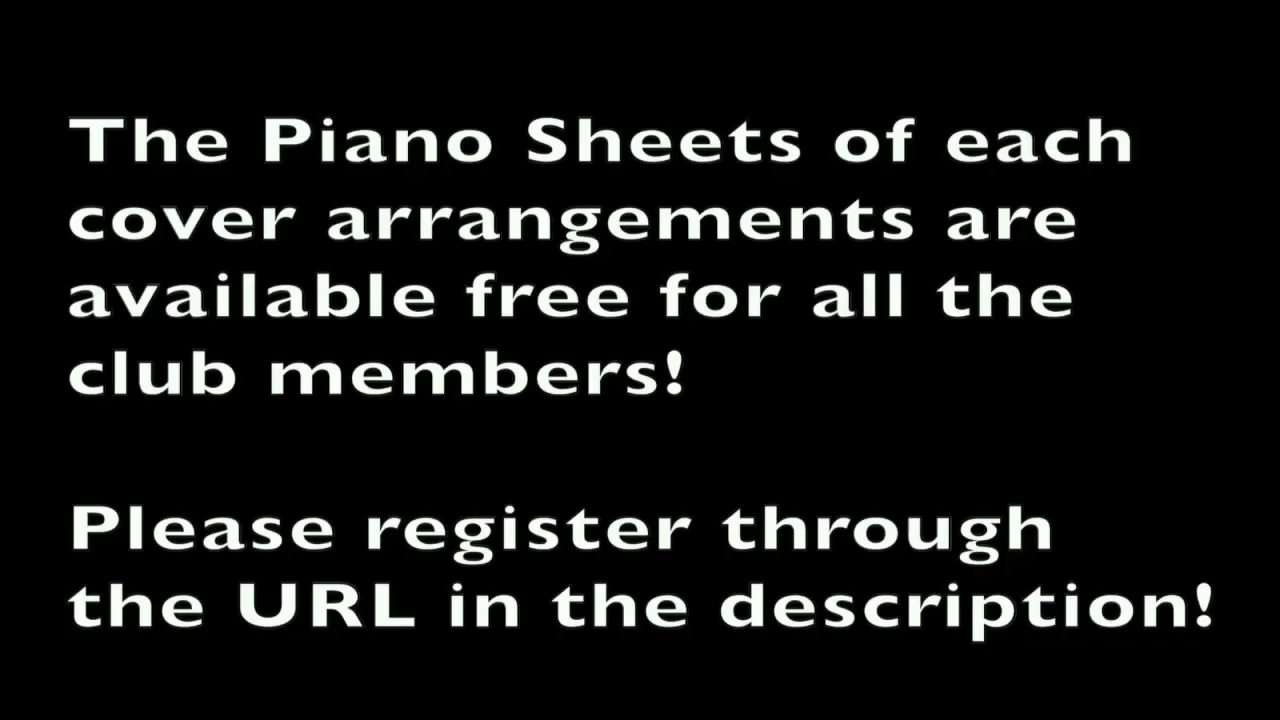 The Piano Sheets of each
cover arrangements are
available free for all the
club members!
Please register through
the URL in the description!